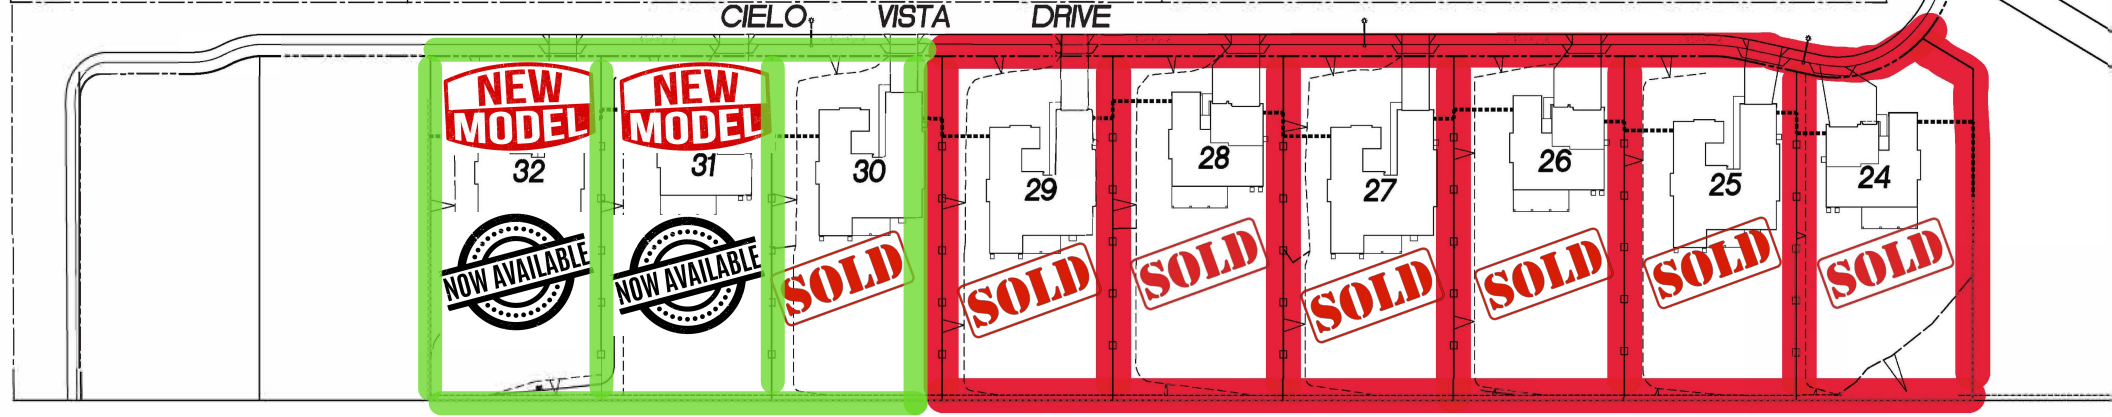 CIELO VISTA DRIVE
NEW
MODEL
32
NOW AVAILABLE
NEW
MODEL
31
NOW AVAILABLE
30
SOLD
29
SOLD
28
SOLD
27
SOLD
26
SOLD
25
SOLD
24
SOLD